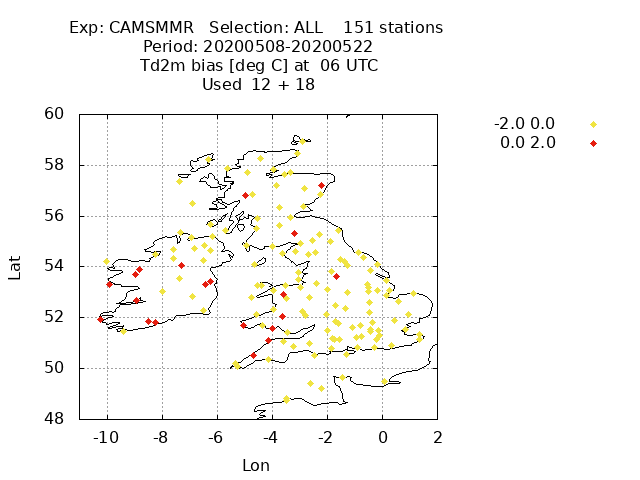 Exp: CAMSMMR   Selection: ALL    151 stations
Period: 20200508-20200522
Td2m bias [deg C] at  06 UTC
Used  12 + 18
-2.0 0.0
0.0 2.0
60
58
56
54
52
50
48
Lat
-10 -8 -6 -4 -2 0 2
Lon